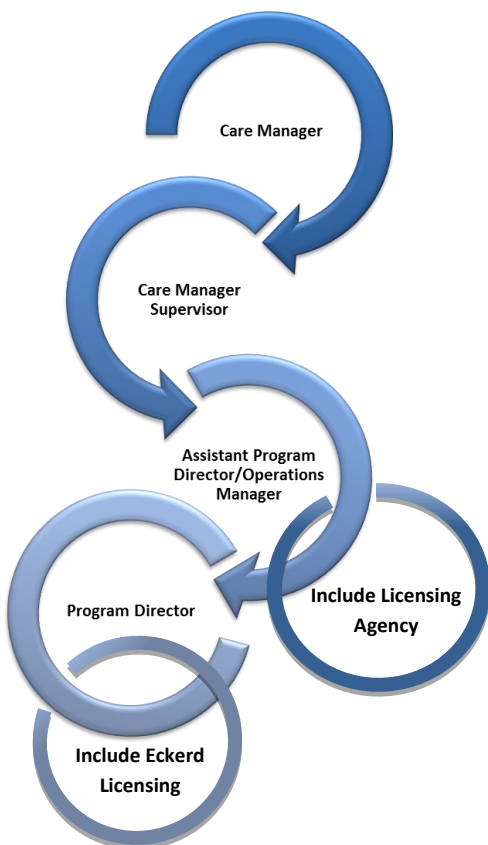 Care Manager
Care Manager
Supervisor
Assistant Program
Director/Operations
Manager
Include Licensing
Agency
Program Director
Include Eckerd
Licensing